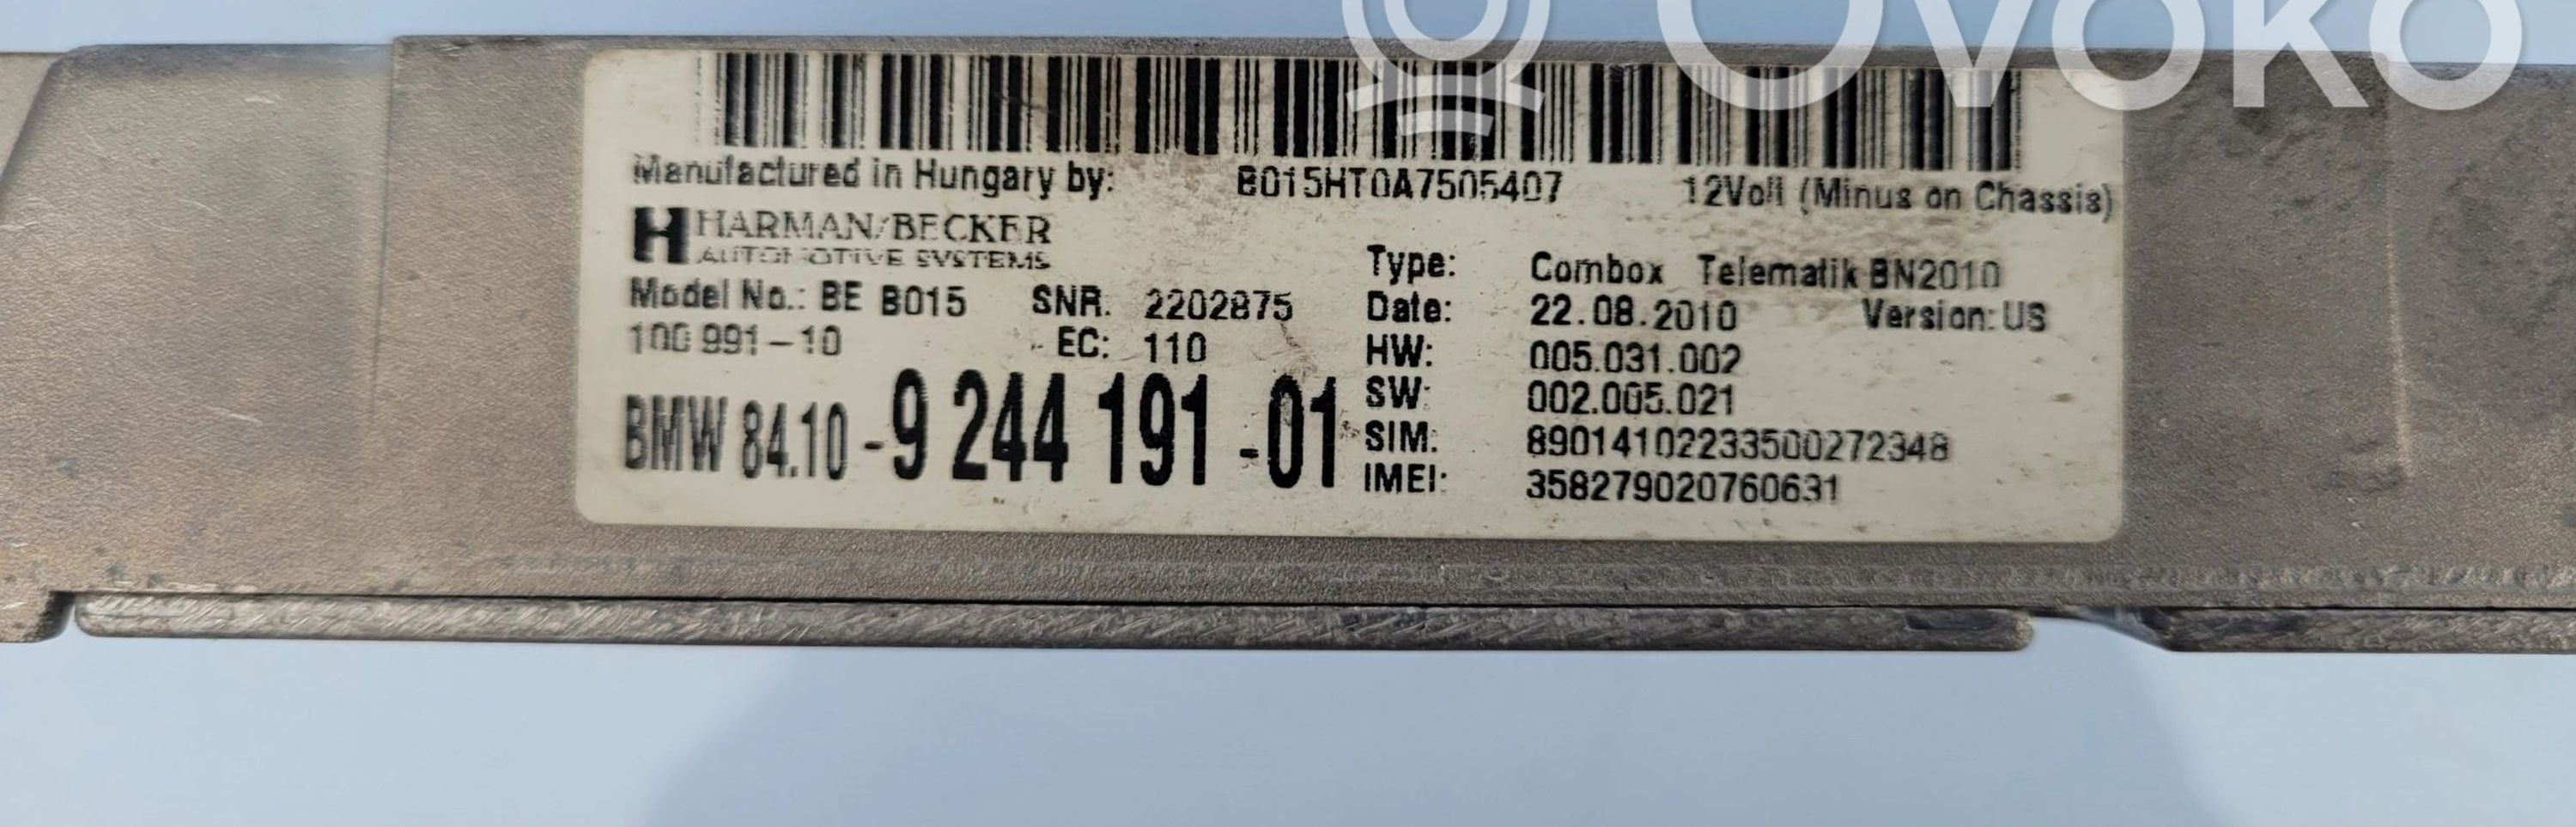 Ovoko
Manufactured in Hungary by: B015HT0A7505407 12Volt (Minus on Chassis)
HARMAN/BECKER
AUTOMOTIVE SYSTEMS
Type: Combox Telematik BN2010
Model No.: BE B015 SNR. 2202875 Date: 22.08.2010 Version: US
100 991-10 EC: 110 HW: 005.031.002
BMW 84.10 - 9 244 191 - 01 SW: 002.005.021
SIM: 89014102233500272348
IMEI: 358279020760631